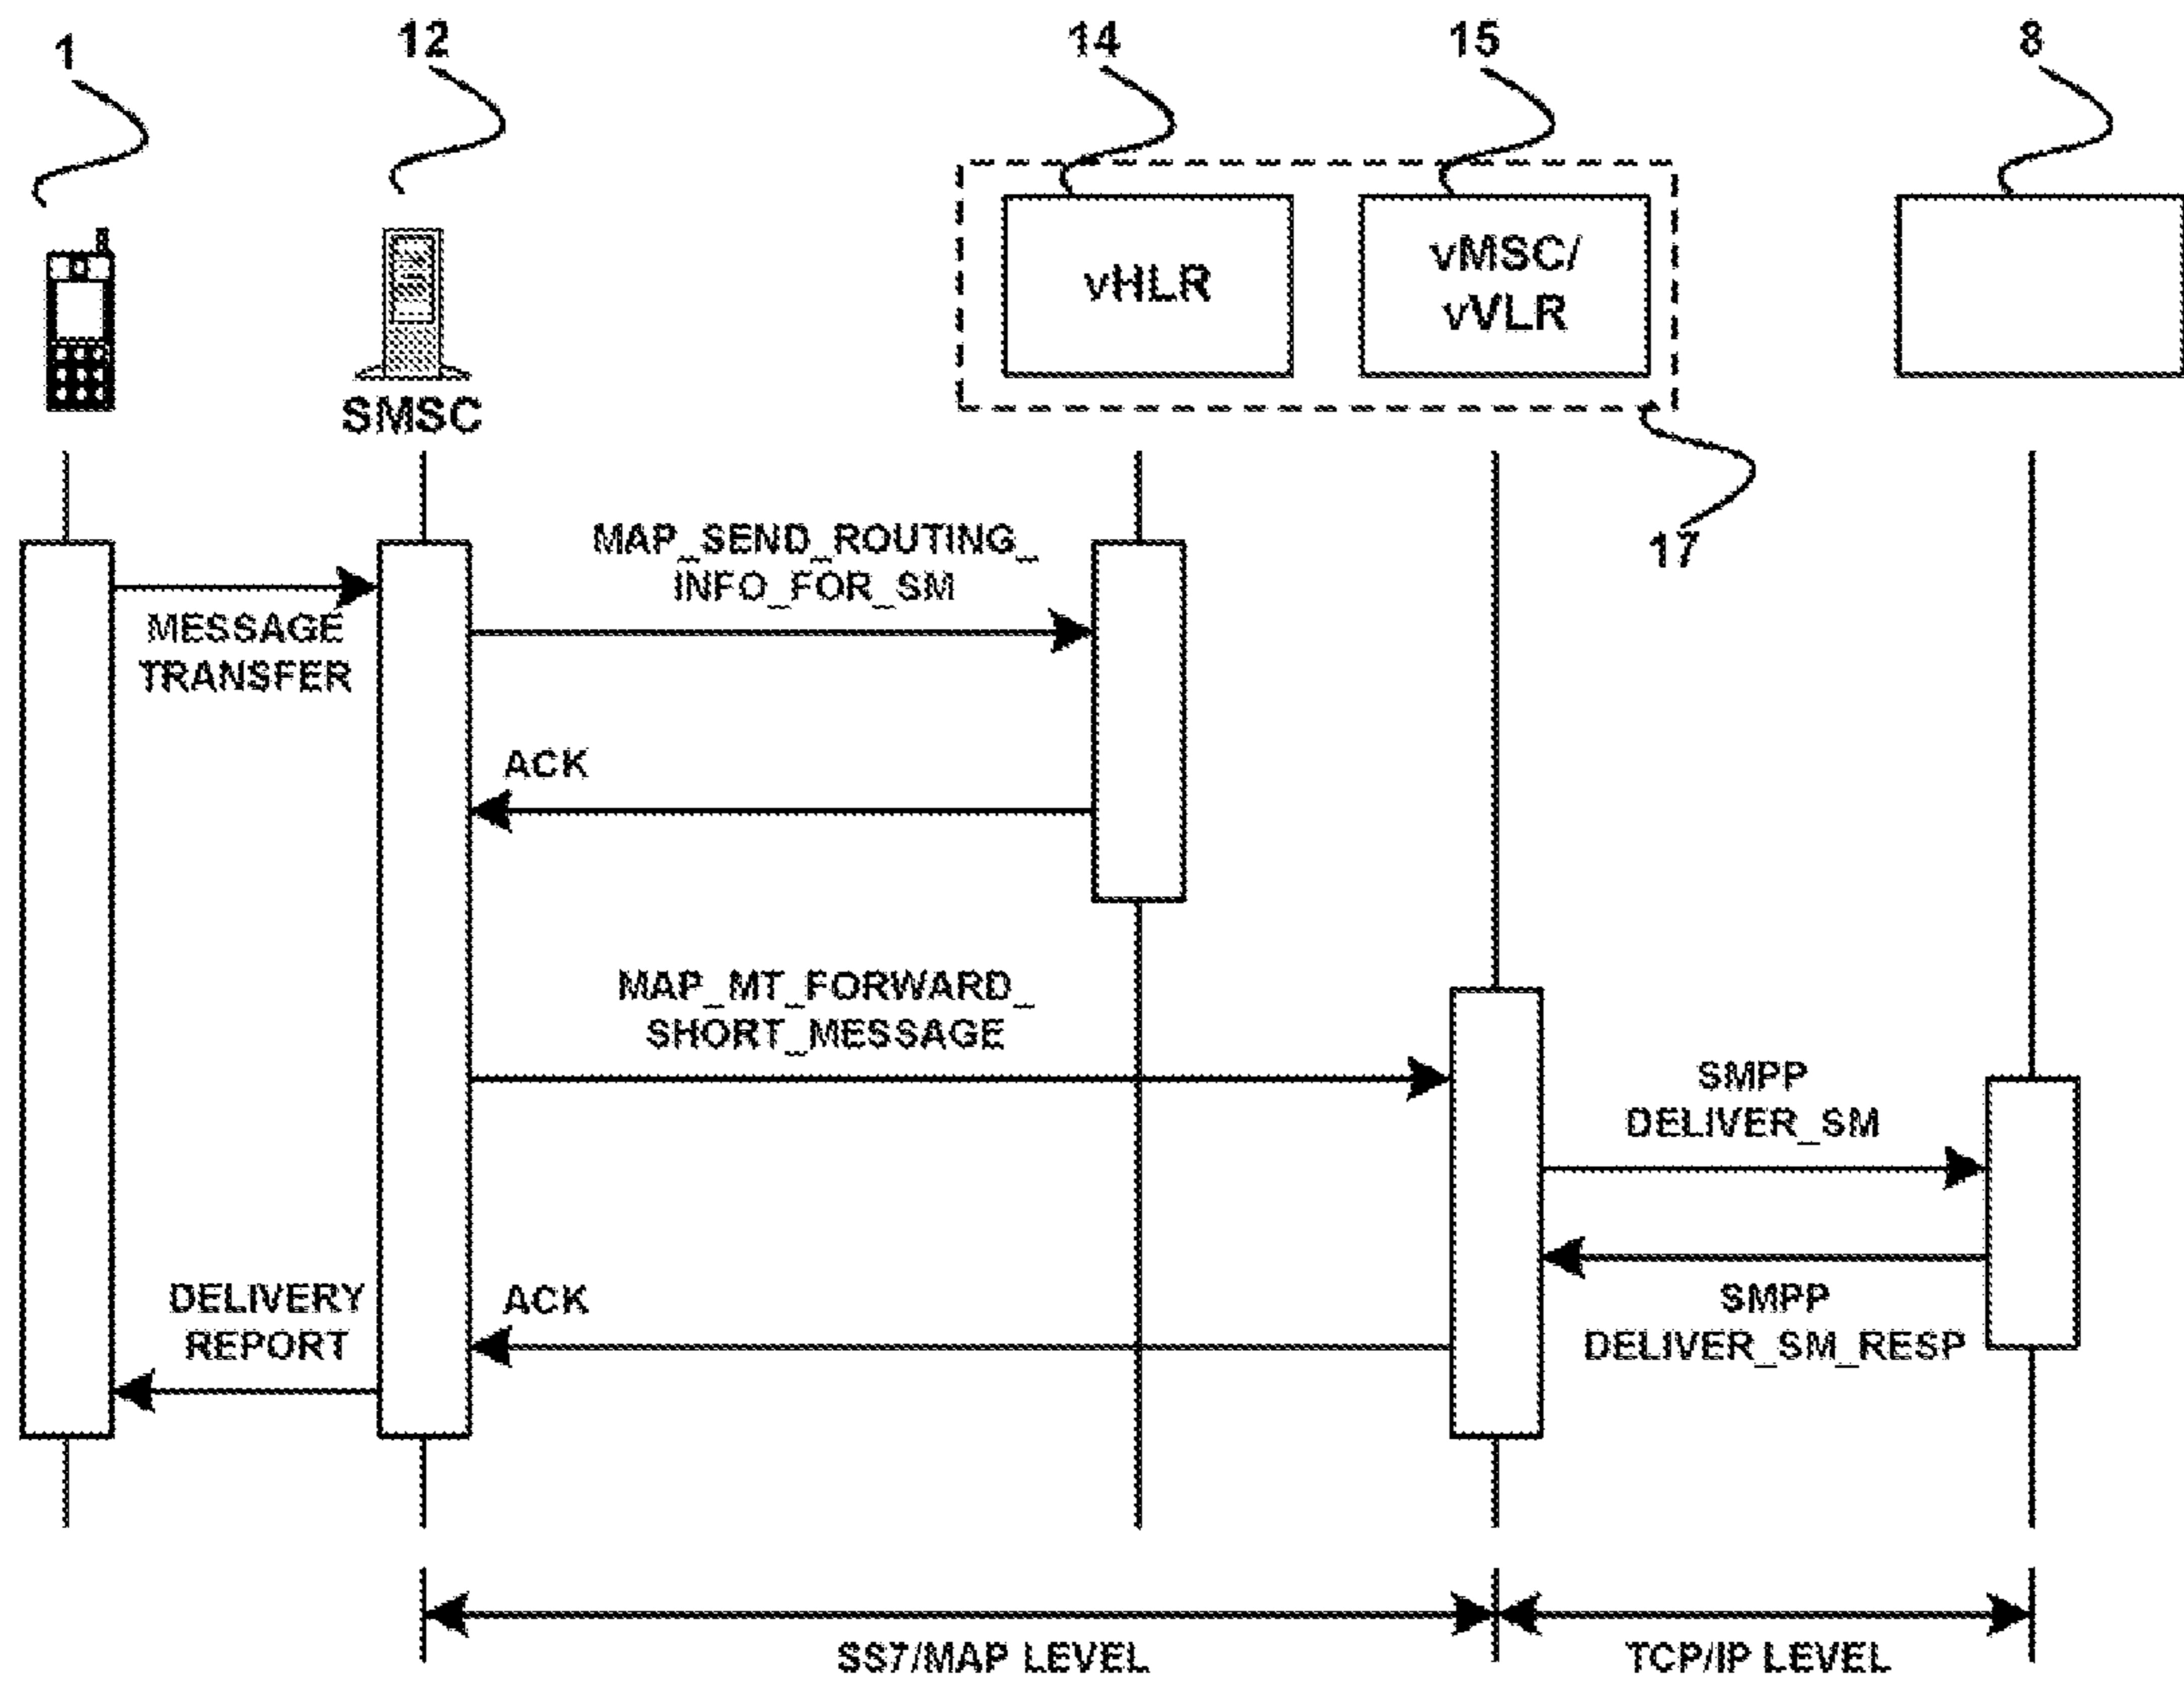 1
12
14
15
8
vHLR
vMSC/
vVLR
SMSC
17
MAP_SEND_ROUTING_
INFO_FOR_SM
MESSAGE
TRANSFER
ACK
MAP_MT_FORWARD_
SHORT_MESSAGE
SMPP
DELIVER_SM
DELIVERY
REPORT
ACK
SMPP
DELIVER_SM_RESP
SS7/MAP LEVEL
TCP/IP LEVEL